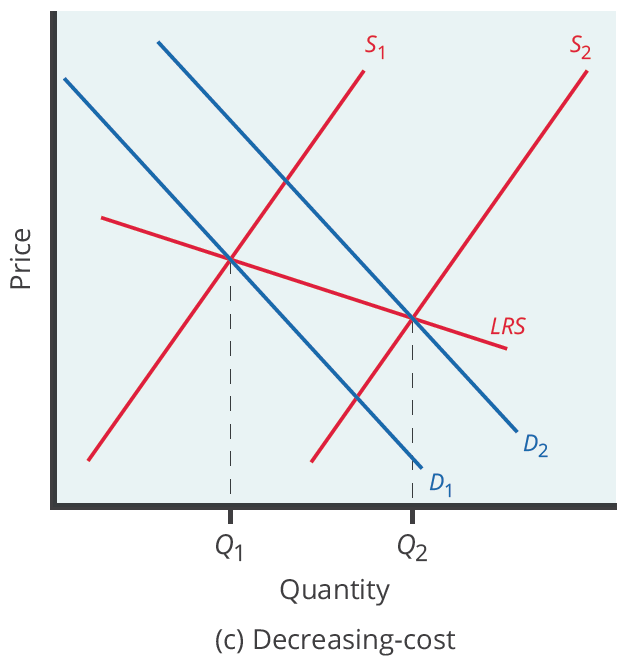 S1
S2
Price
LRS
D2
D1
Q1
Q2
Quantity
(c) Decreasing-cost